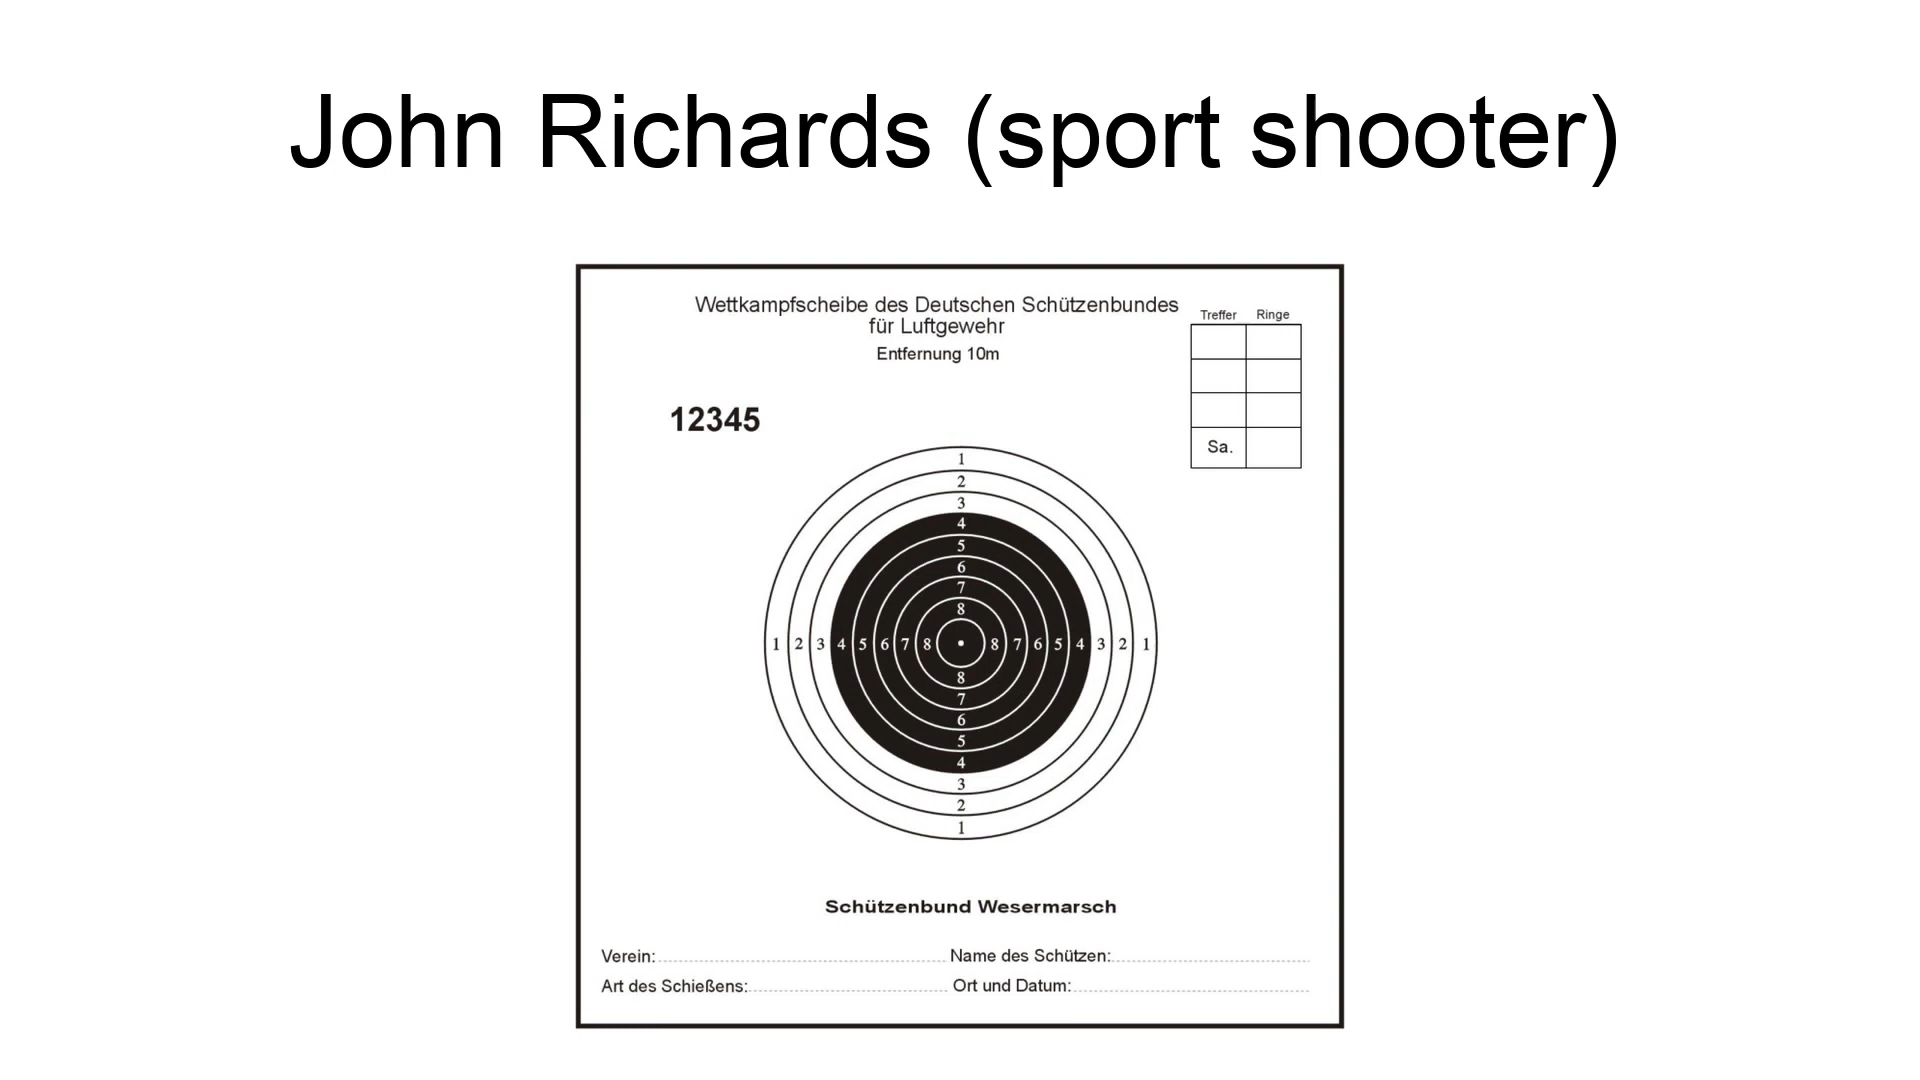 John Richards (sport shooter)
Wettkampfscheibe des Deutschen Schützenbundes
für Luftgewehr
Entfernung 10m
Treffer Ringe
12345
Sa.
1
2
3
4
5
6
7
8
1 2 3 4 5 6 7 8 8 7 6 5 4 3 2 1
8
7
6
5
4
3
2
1
Schützenbund Wesermarsch
Verein: Name des Schützen:
Art des Schießens: Ort und Datum: